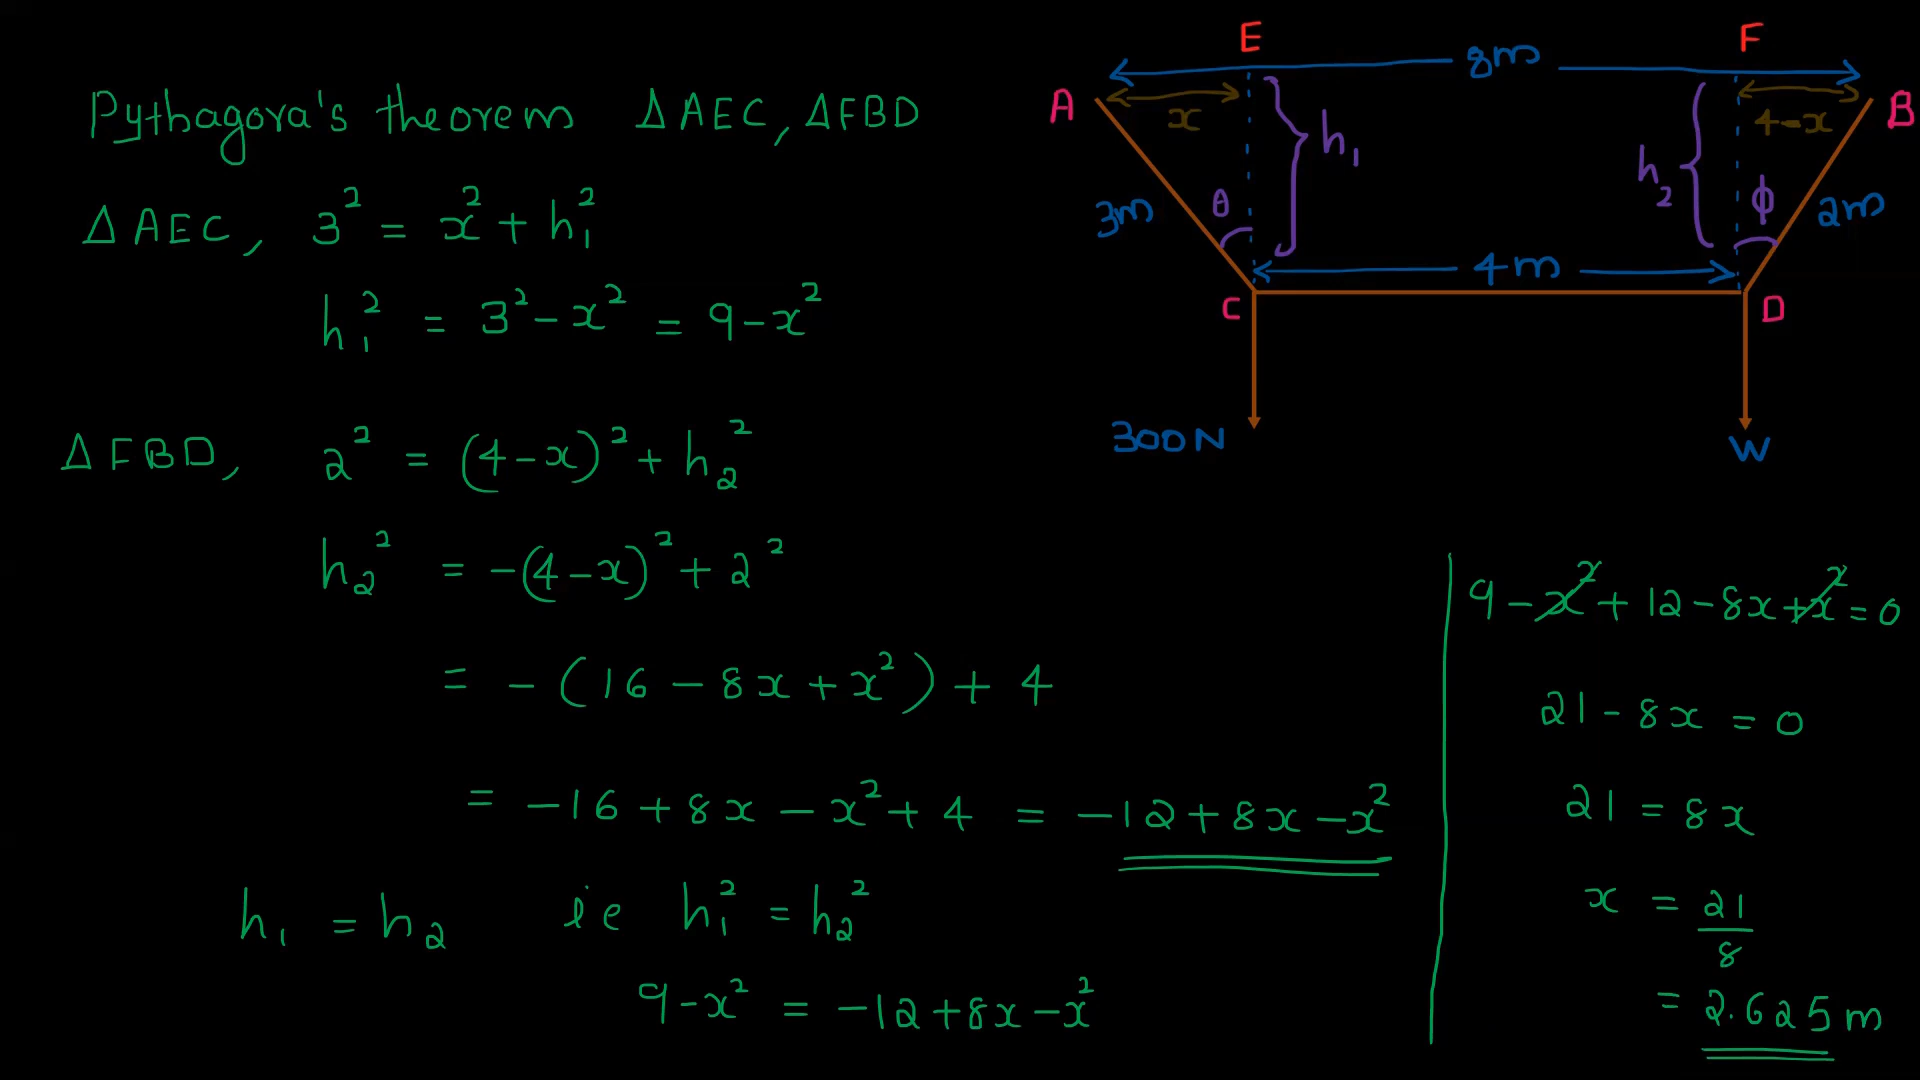 Pythagora's theorem ΔAEC, ΔFBD
ΔAEC, 3² = x² + h₁²
h₁² = 3² - x² = 9 - x²
ΔFBD, 2² = (4-x)² + h₂²
h₂² = -(4-x)² + 2²
= -(16 - 8x + x²) + 4
= -16 + 8x - x² + 4 = -12 + 8x - x²
h₁ = h₂ ie h₁² = h₂²
9 - x² = -12 + 8x - x²
E F
8m
A x h₁ h₂ 4-x B
3m θ ϕ 2m
4m
C D
300N W
9 - x² + 12 - 8x + x² = 0
21 - 8x = 0
21 = 8x
x = 21/8
= 2.625m